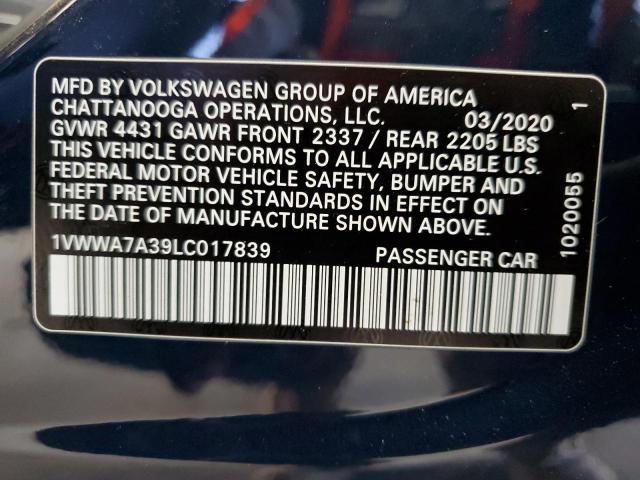 MFD BY VOLKSWAGEN GROUP OF AMERICA
CHATTANOOGA OPERATIONS, LLC. 03/2020
GVWR 4431 GAWR FRONT 2337 / REAR 2205 LBS
THIS VEHICLE CONFORMS TO ALL APPLICABLE U.S.
FEDERAL MOTOR VEHICLE SAFETY, BUMPER AND
THEFT PREVENTION STANDARDS IN EFFECT ON
THE DATE OF MANUFACTURE SHOWN ABOVE.
1VWWA7A39LC017839 PASSENGER CAR
1020055 1